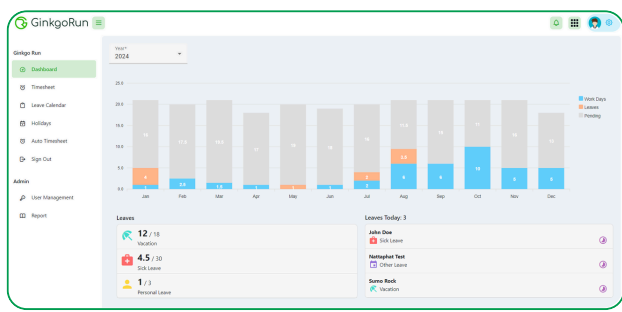 GinkgoRun
Year*
2024
Ginkgo Run
Dashboard
Timesheet
Leave Calendar
Holidays
Auto Timesheet
Sign Out
Admin
User Management
Report
25.0
20.0
15.0
10.0
5.0
0.0
Work Days
Leaves
Pending
Jan Feb Mar Apr May Jun Jul Aug Sep Oct Nov Dec
Leaves
12 / 18
Vacation
4.5 / 30
Sick Leave
1 / 3
Personal Leave
Leaves Today: 3
John Doe
Sick Leave
Nattaphat Test
Other Leave
Sumo Rock
Vacation